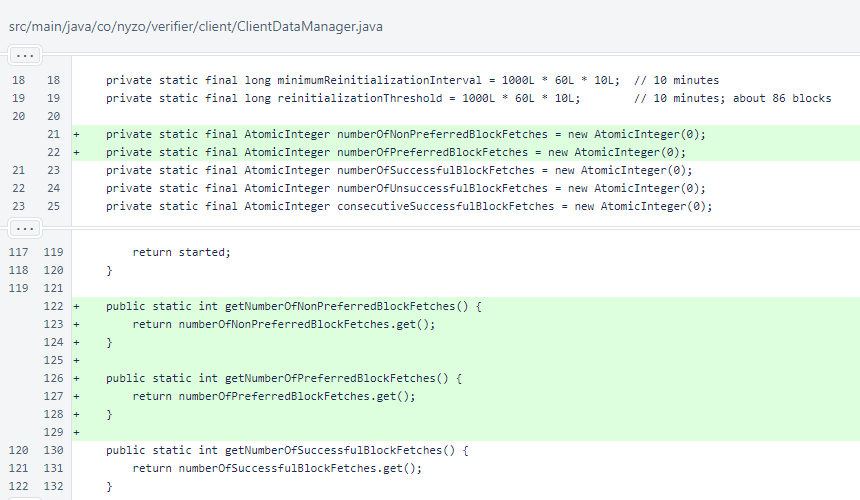 src/main/java/co/nyzo/verifier/client/ClientDataManager.java
...
18 18 private static final long minimumReinitializationInterval = 1000L * 60L * 10L; // 10 minutes
19 19 private static final long reinitializationThreshold = 1000L * 60L * 10L; // 10 minutes; about 86 blocks
20 20
21 + private static final AtomicInteger numberOfNonPreferredBlockFetches = new AtomicInteger(0);
22 + private static final AtomicInteger numberOfPreferredBlockFetches = new AtomicInteger(0);
21 23 private static final AtomicInteger numberOfSuccessfulBlockFetches = new AtomicInteger(0);
22 24 private static final AtomicInteger numberOfUnsuccessfulBlockFetches = new AtomicInteger(0);
23 25 private static final AtomicInteger consecutiveSuccessfulBlockFetches = new AtomicInteger(0);
...
117 119 return started;
118 120 }
119 121
122 + public static int getNumberOfNonPreferredBlockFetches() {
123 + return numberOfNonPreferredBlockFetches.get();
124 + }
125 +
126 + public static int getNumberOfPreferredBlockFetches() {
127 + return numberOfPreferredBlockFetches.get();
128 + }
129 +
120 130 public static int getNumberOfSuccessfulBlockFetches() {
121 131 return numberOfSuccessfulBlockFetches.get();
122 132 }